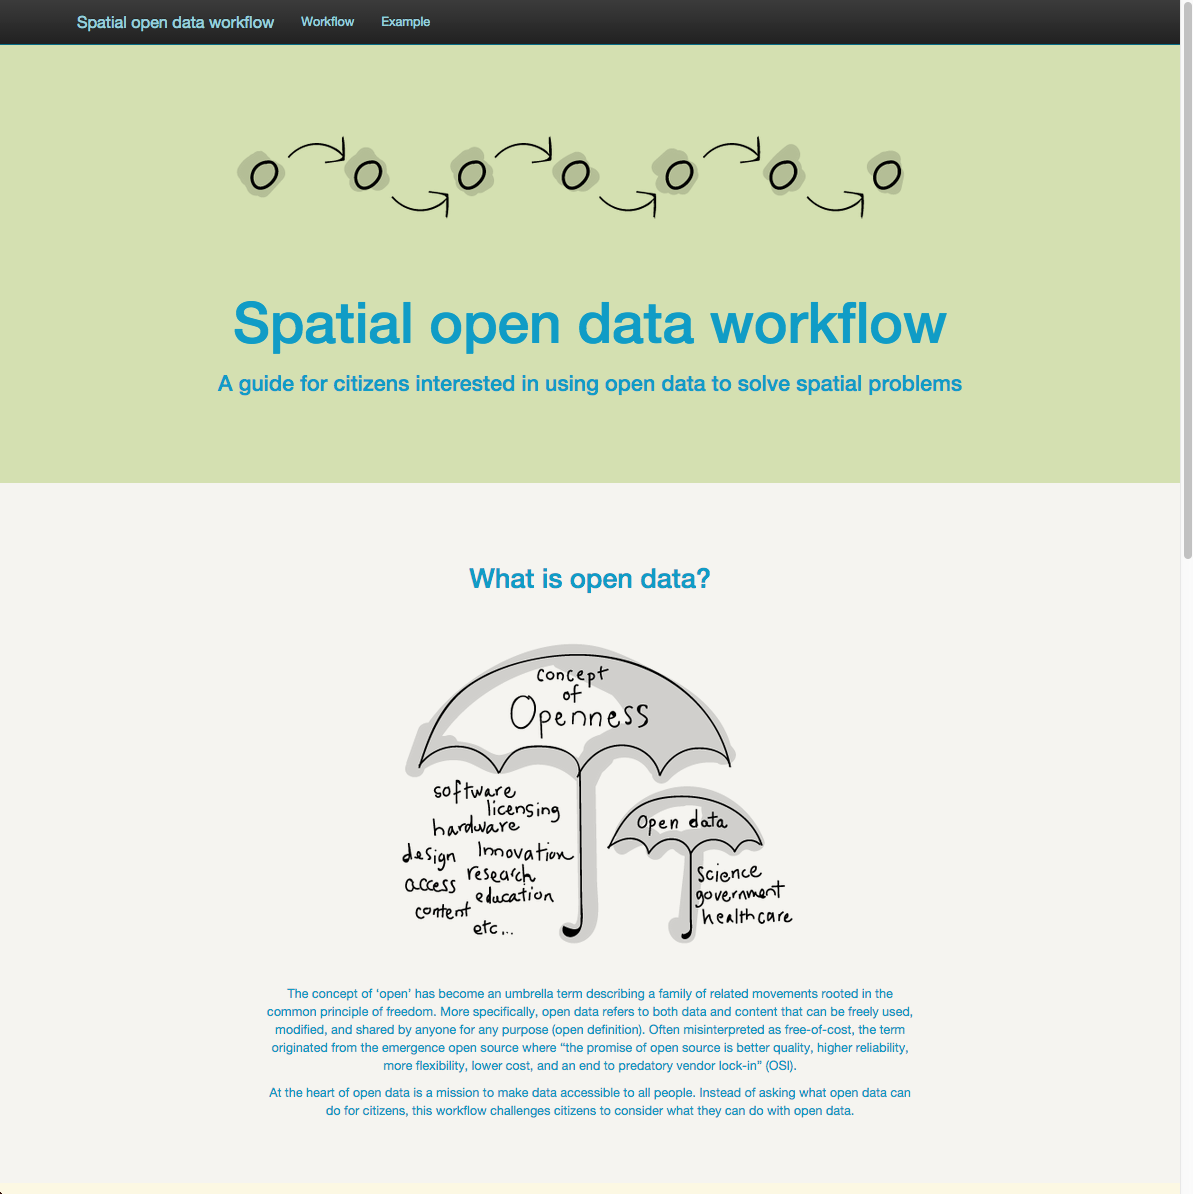 Spatial open data workflow Workflow Example
Spatial open data workflow
A guide for citizens interested in using open data to solve spatial problems
What is open data?
concept
of
Openness
software
licensing
hardware
design Innovation
access research
education
content
etc...
Open data
science
government
healthcare
The concept of ‘open’ has become an umbrella term describing a family of related movements rooted in the
common principle of freedom. More specifically, open data refers to both data and content that can be freely used,
modified, and shared by anyone for any purpose (open definition). Often misinterpreted as free-of-cost, the term
originated from the emergence open source where “the promise of open source is better quality, higher reliability,
more flexibility, lower cost, and an end to predatory vendor lock-in” (OSI).
At the heart of open data is a mission to make data accessible to all people. Instead of asking what open data can
do for citizens, this workflow challenges citizens to consider what they can do with open data.